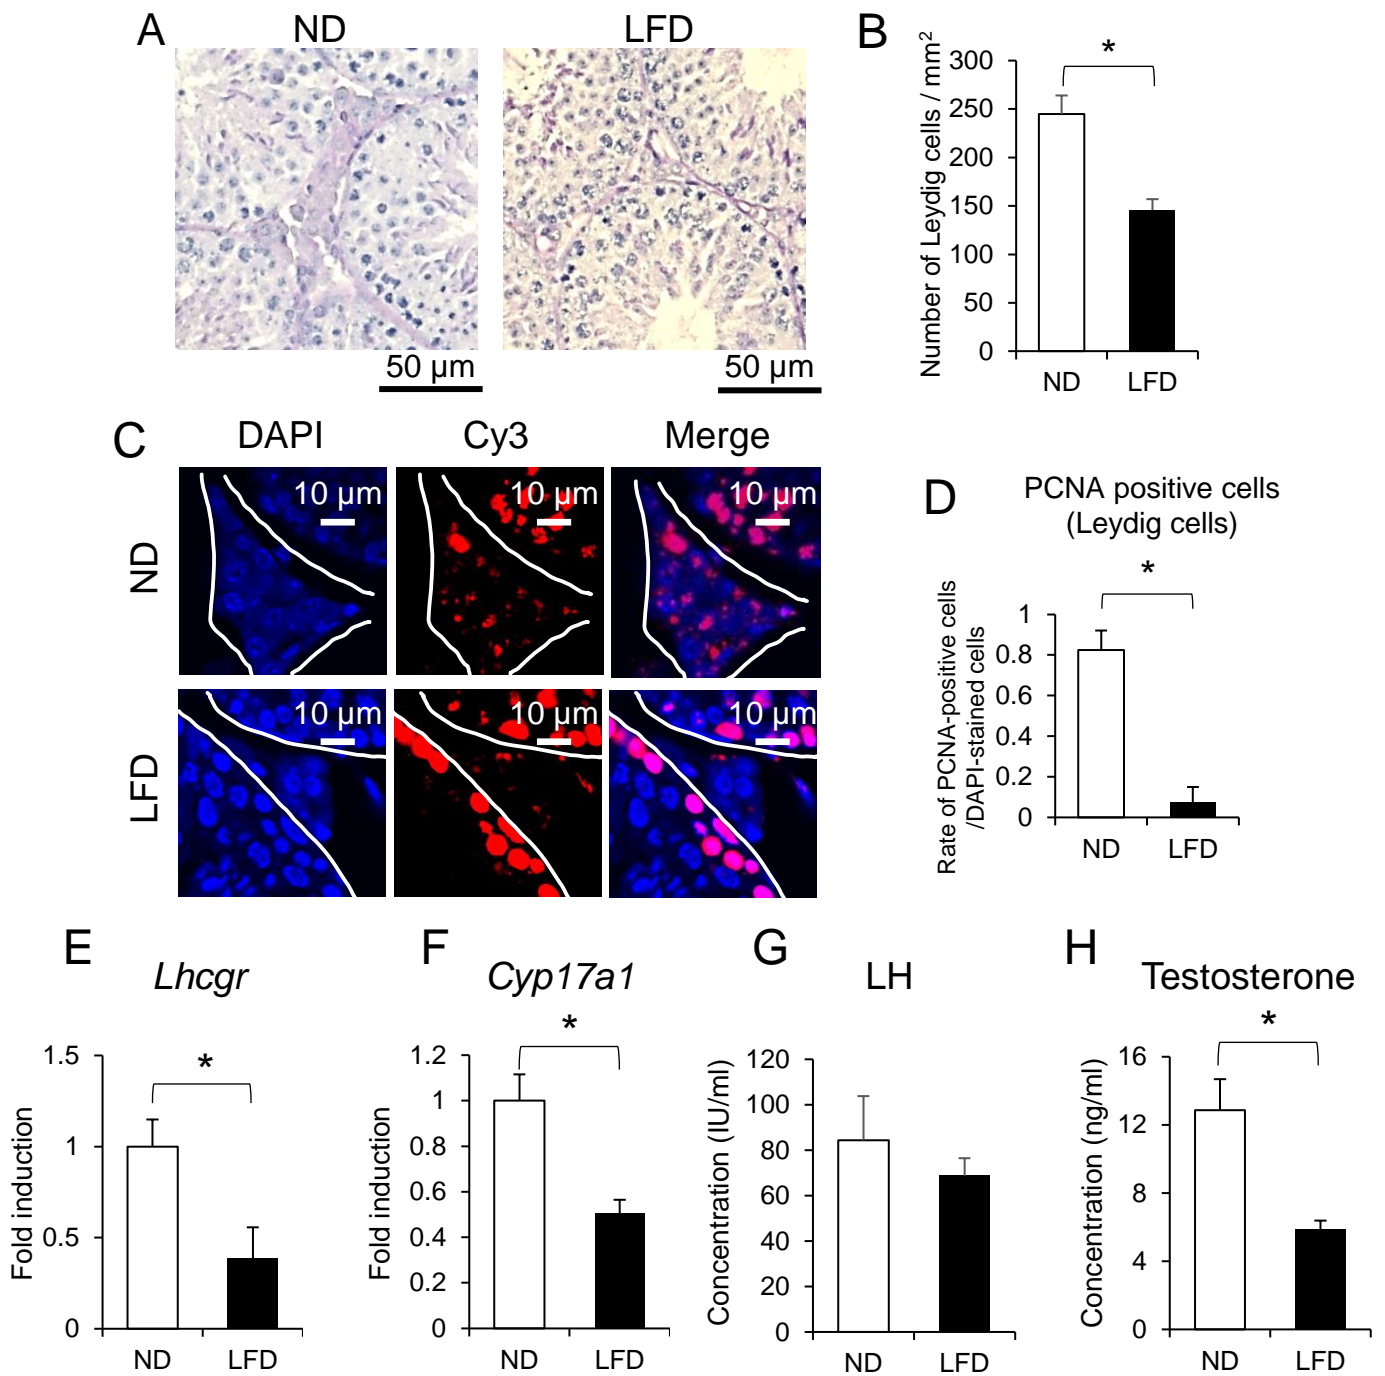 A
ND
LFD
50 µm
50 µm
B
*
Number of Leydig cells / mm²
300
250
200
150
100
50
0
ND
LFD
C
DAPI
Cy3
Merge
ND
10 µm
10 µm
10 µm
LFD
10 µm
10 µm
10 µm
D
PCNA positive cells
(Leydig cells)
*
Rate of PCNA-positive cells
/DAPI-stained cells
1
0.8
0.6
0.4
0.2
0
ND
LFD
E
Lhcgr
*
Fold induction
1.5
1
0.5
0
ND
LFD
F
Cyp17a1
*
Fold induction
1.2
1
0.8
0.6
0.4
0.2
0
ND
LFD
G
LH
Concentration (IU/ml)
120
100
80
60
40
20
0
ND
LFD
H
Testosterone
*
Concentration (ng/ml)
16
12
8
4
0
ND
LFD